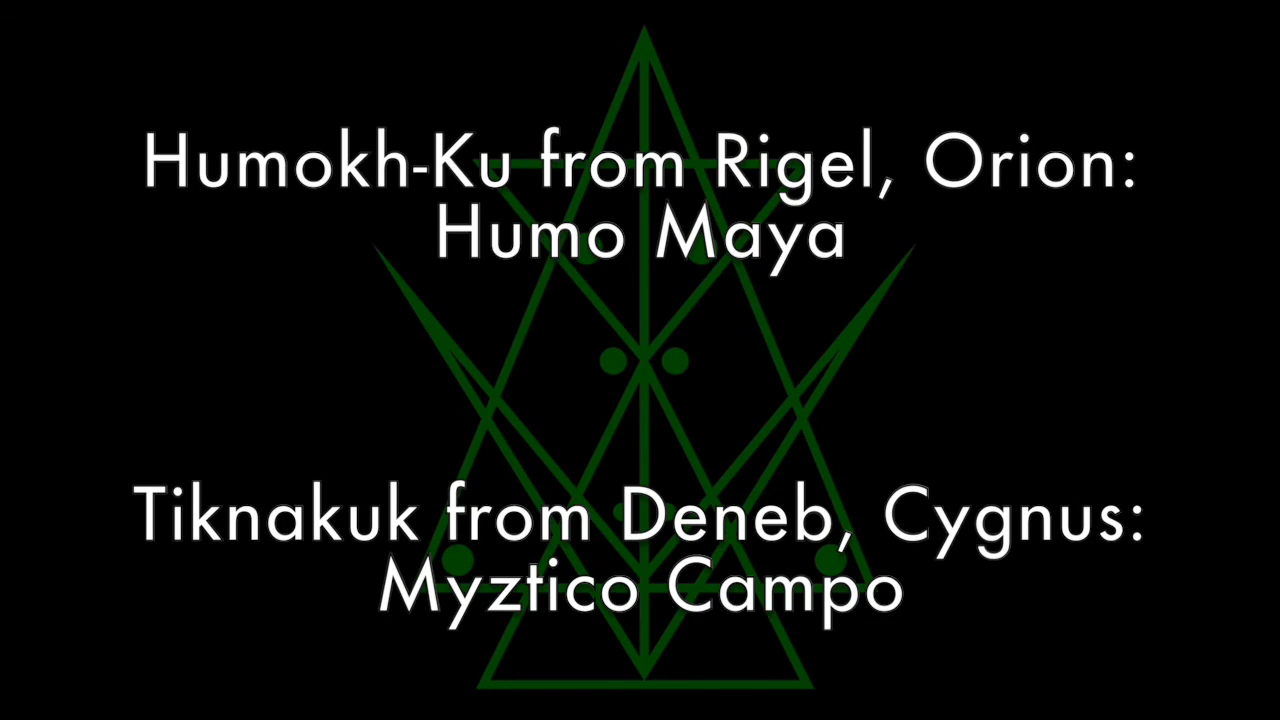 Humokh-Ku from Rigel, Orion:
Humo Maya
Tiknakuk from Deneb, Cygnus:
Myztico Campo